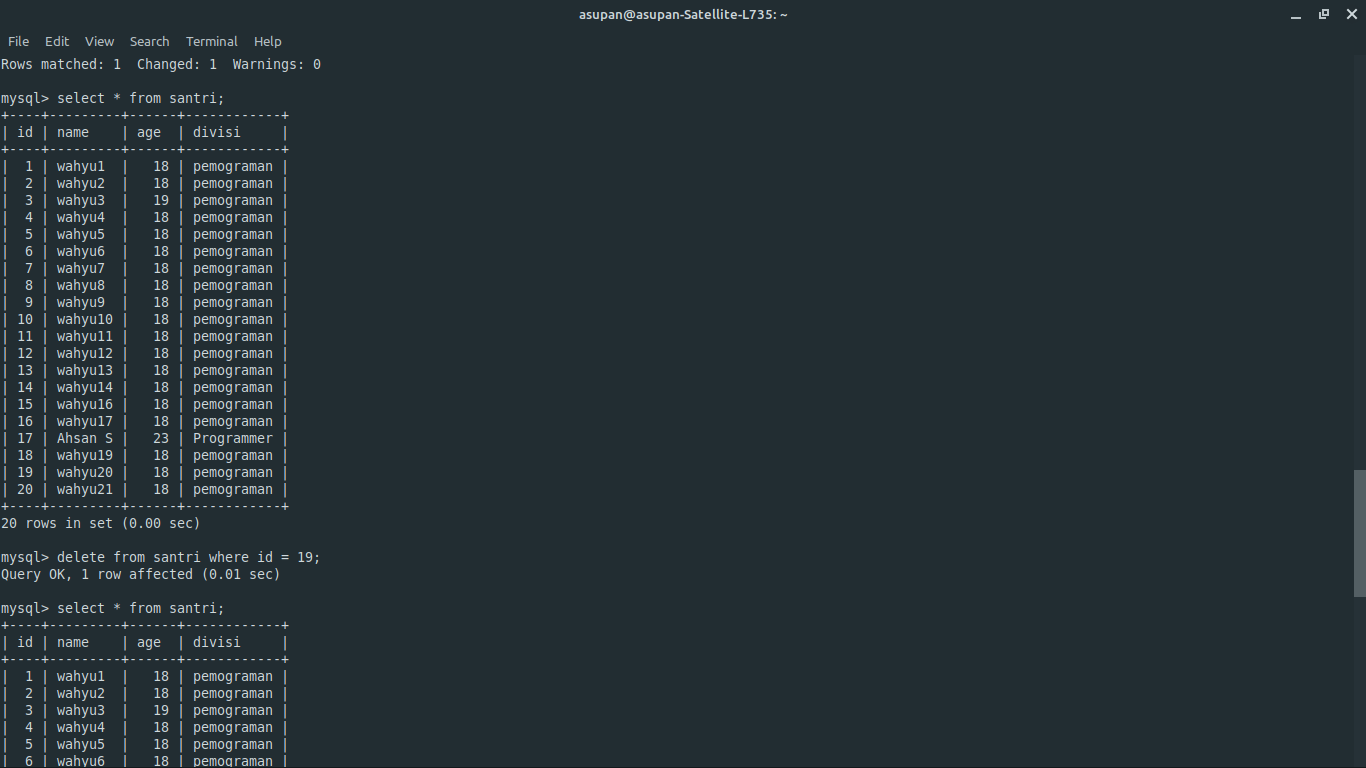 asupan@asupan-Satellite-L735: ~
File Edit View Search Terminal Help
Rows matched: 1  Changed: 1  Warnings: 0
mysql> select * from santri;
+----+---------+------+------------+
| id | name    | age  | divisi     |
+----+---------+------+------------+
|  1 | wahyu1  |   18 | pemograman |
|  2 | wahyu2  |   18 | pemograman |
|  3 | wahyu3  |   19 | pemograman |
|  4 | wahyu4  |   18 | pemograman |
|  5 | wahyu5  |   18 | pemograman |
|  6 | wahyu6  |   18 | pemograman |
|  7 | wahyu7  |   18 | pemograman |
|  8 | wahyu8  |   18 | pemograman |
|  9 | wahyu9  |   18 | pemograman |
| 10 | wahyu10 |   18 | pemograman |
| 11 | wahyu11 |   18 | pemograman |
| 12 | wahyu12 |   18 | pemograman |
| 13 | wahyu13 |   18 | pemograman |
| 14 | wahyu14 |   18 | pemograman |
| 15 | wahyu16 |   18 | pemograman |
| 16 | wahyu17 |   18 | pemograman |
| 17 | Ahsan S |   23 | Programmer |
| 18 | wahyu19 |   18 | pemograman |
| 19 | wahyu20 |   18 | pemograman |
| 20 | wahyu21 |   18 | pemograman |
+----+---------+------+------------+
20 rows in set (0.00 sec)
mysql> delete from santri where id = 19;
Query OK, 1 row affected (0.01 sec)
mysql> select * from santri;
+----+---------+------+------------+
| id | name    | age  | divisi     |
+----+---------+------+------------+
|  1 | wahyu1  |   18 | pemograman |
|  2 | wahyu2  |   18 | pemograman |
|  3 | wahyu3  |   19 | pemograman |
|  4 | wahyu4  |   18 | pemograman |
|  5 | wahyu5  |   18 | pemograman |
|  6 | wahyu6  |   18 | pemograman |